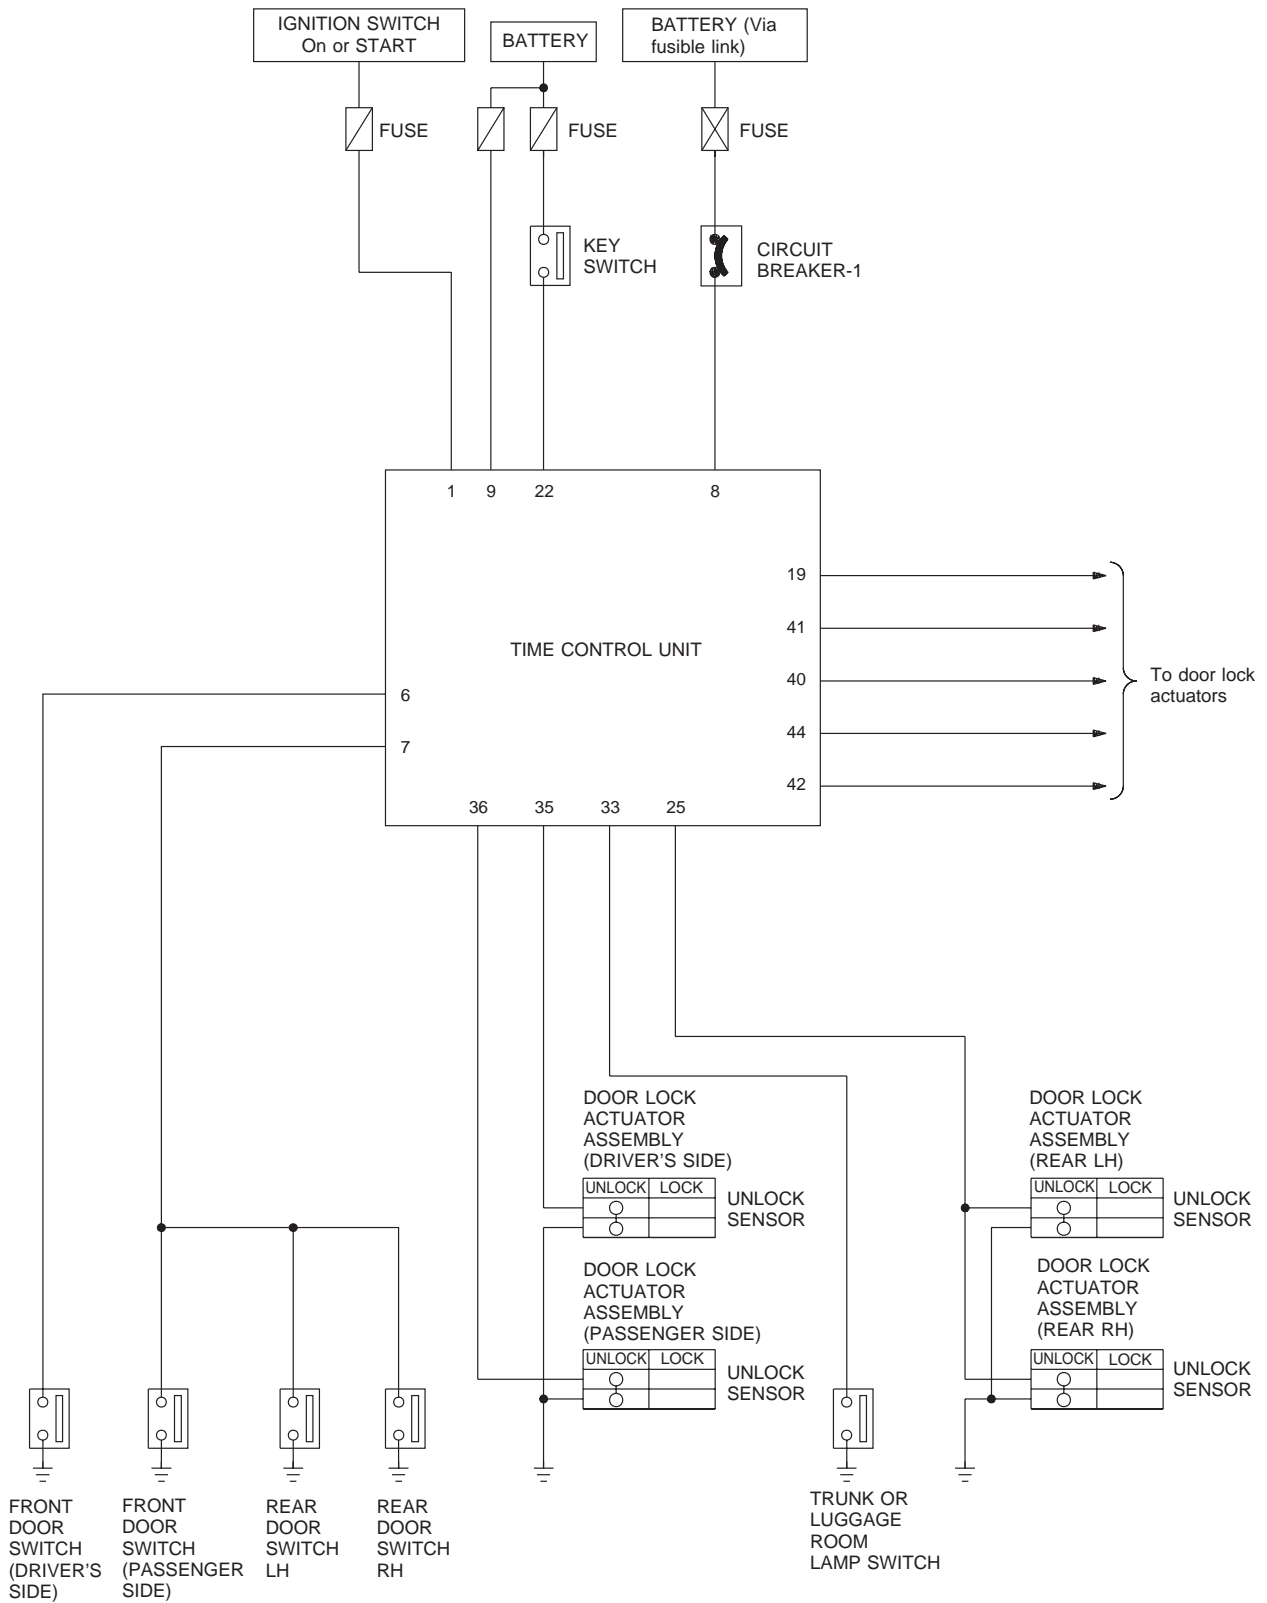 IGNITION SWITCH
On or START
BATTERY
BATTERY (Via
fusible link)
FUSE
FUSE
FUSE
KEY
SWITCH
CIRCUIT
BREAKER-1
1
9
22
8
19
41
TIME CONTROL UNIT
40
To door lock
actuators
6
44
7
42
36
35
33
25
DOOR LOCK
ACTUATOR
ASSEMBLY
(DRIVER'S SIDE)
UNLOCK LOCK
UNLOCK
SENSOR
DOOR LOCK
ACTUATOR
ASSEMBLY
(REAR LH)
UNLOCK LOCK
UNLOCK
SENSOR
DOOR LOCK
ACTUATOR
ASSEMBLY
(PASSENGER SIDE)
UNLOCK LOCK
UNLOCK
SENSOR
DOOR LOCK
ACTUATOR
ASSEMBLY
(REAR RH)
UNLOCK LOCK
UNLOCK
SENSOR
FRONT
DOOR
SWITCH
(DRIVER'S
SIDE)
FRONT
DOOR
SWITCH
(PASSENGER
SIDE)
REAR
DOOR
SWITCH
LH
REAR
DOOR
SWITCH
RH
TRUNK OR
LUGGAGE
ROOM
LAMP SWITCH